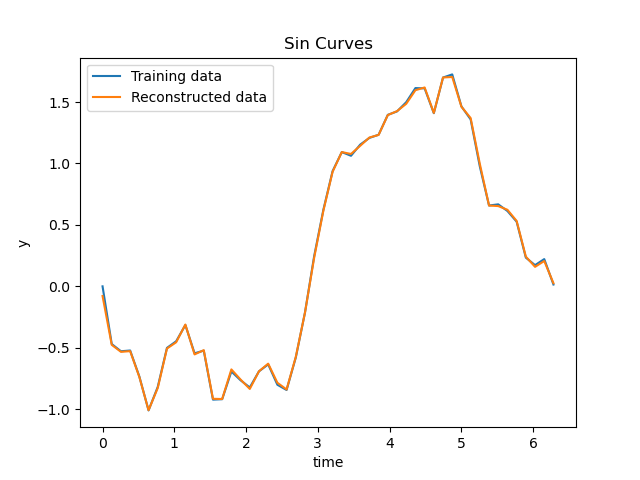 Sin Curves
Training data
Reconstructed data
y
1.5
1.0
0.5
0.0
−0.5
−1.0
0 1 2 3 4 5 6
time